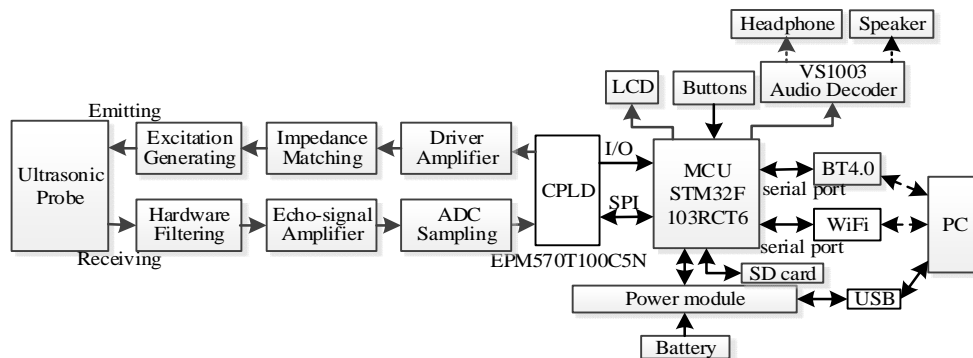 Headphone
Speaker
VS1003
Audio Decoder
LCD
Buttons
Emitting
Ultrasonic
Probe
Excitation
Generating
Impedance
Matching
Driver
Amplifier
CPLD
I/O
SPI
MCU
STM32F
103RCT6
serial port
BT4.0
serial port
WiFi
PC
Receiving
Hardware
Filtering
Echo-signal
Amplifier
ADC
Sampling
EPM570T100C5N
SD card
Power module
USB
Battery